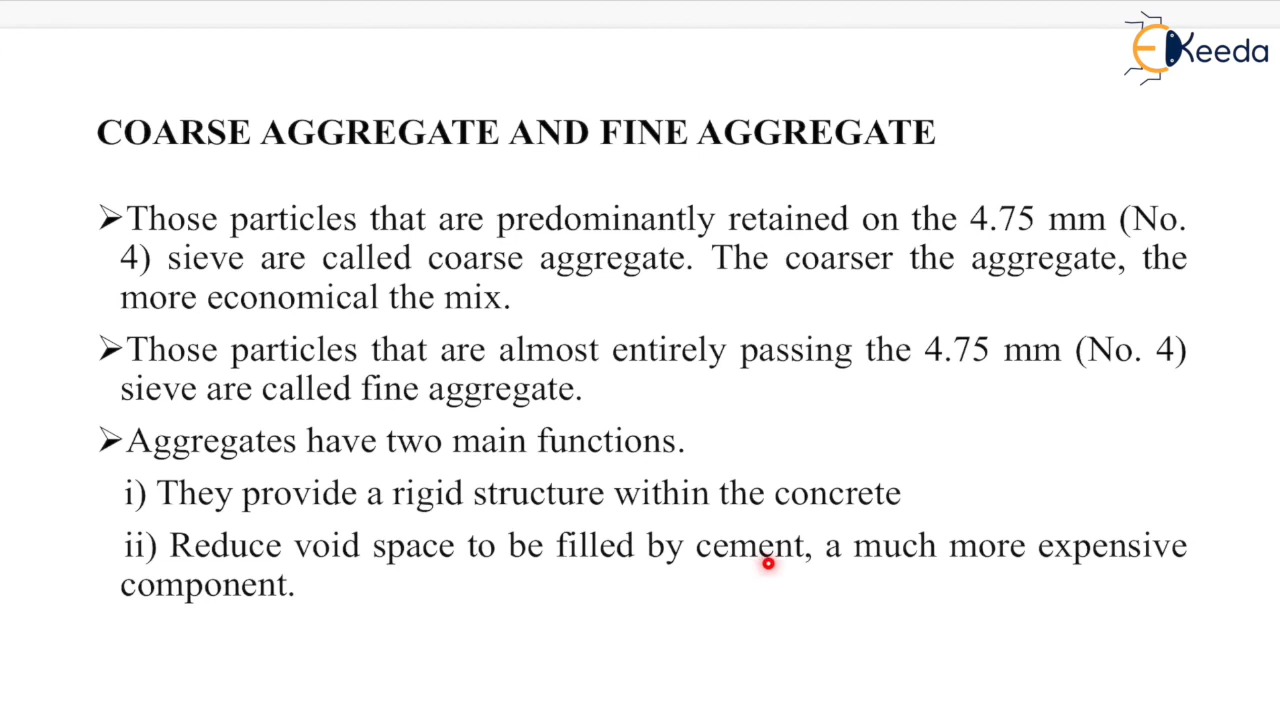 EKeeda
COARSE AGGREGATE AND FINE AGGREGATE
➢Those particles that are predominantly retained on the 4.75 mm (No.
4) sieve are called coarse aggregate. The coarser the aggregate, the
more economical the mix.
➢Those particles that are almost entirely passing the 4.75 mm (No. 4)
sieve are called fine aggregate.
➢Aggregates have two main functions.
i) They provide a rigid structure within the concrete
ii) Reduce void space to be filled by cement, a much more expensive
component.